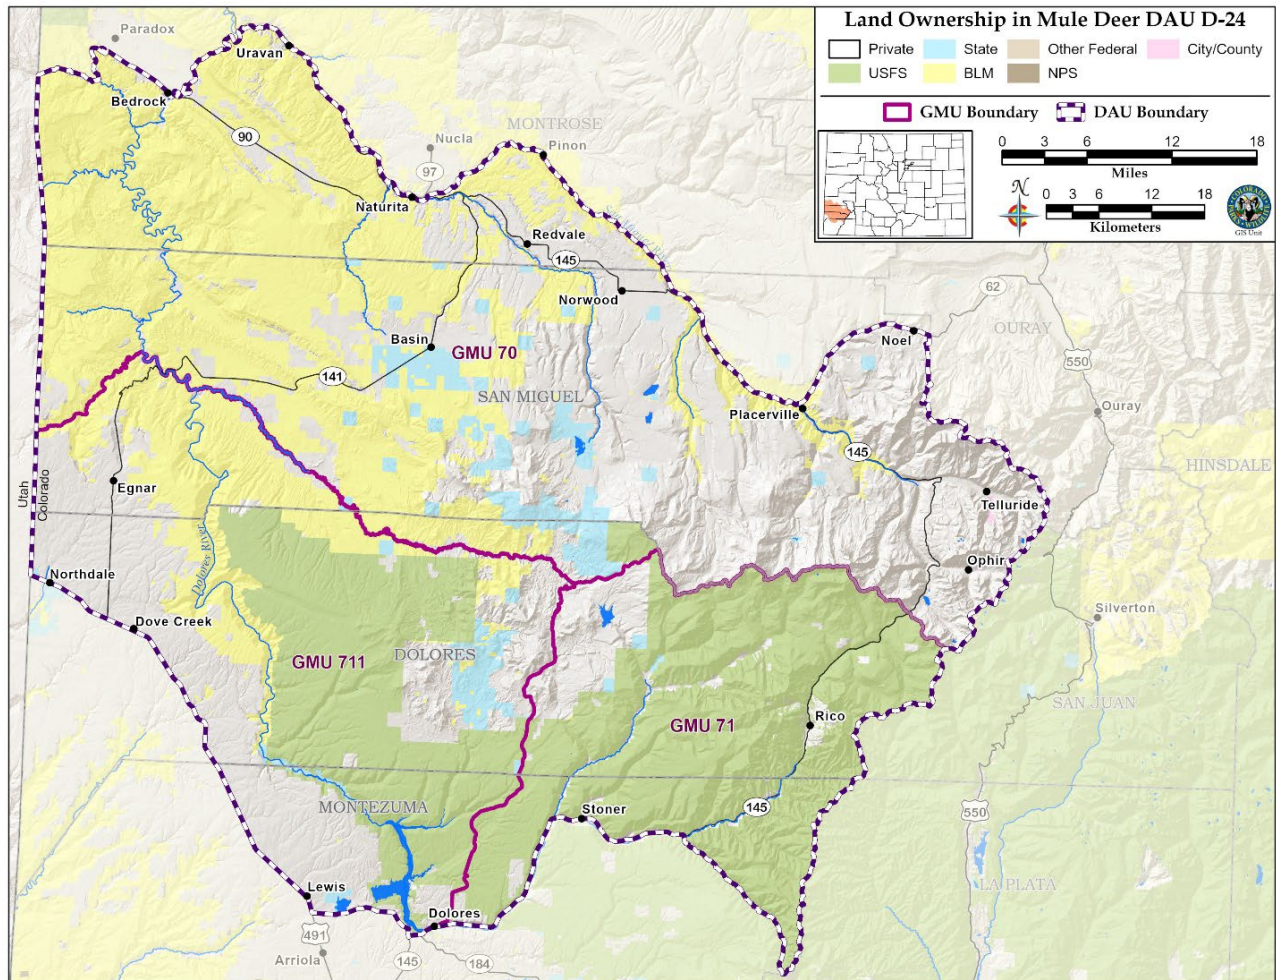 Land Ownership in Mule Deer DAU D-24
Private
State
Other Federal
City/County
USFS
BLM
NPS
GMU Boundary
DAU Boundary
0 3 6 12 18
Miles
N
0 3 6 12 18
Kilometers
GIS Unit
Paradox
Uravan
Bedrock
90
Nucla
97
MONTROSE
Pinon
Naturita
Redvale
145
Norwood
62
OURAY
Noel
550
Basin
GMU 70
141
SAN MIGUEL
Placerville
Ouray
145
HINSDALE
Utah
Colorado
Egnar
Telluride
Dolores River
Ophir
Northdale
Silverton
Dove Creek
GMU 711
DOLORES
SAN JUAN
GMU 71
Rico
MONTEZUMA
Stoner
145
550
LA PLATA
Lewis
Dolores
491
Arriola
145
184